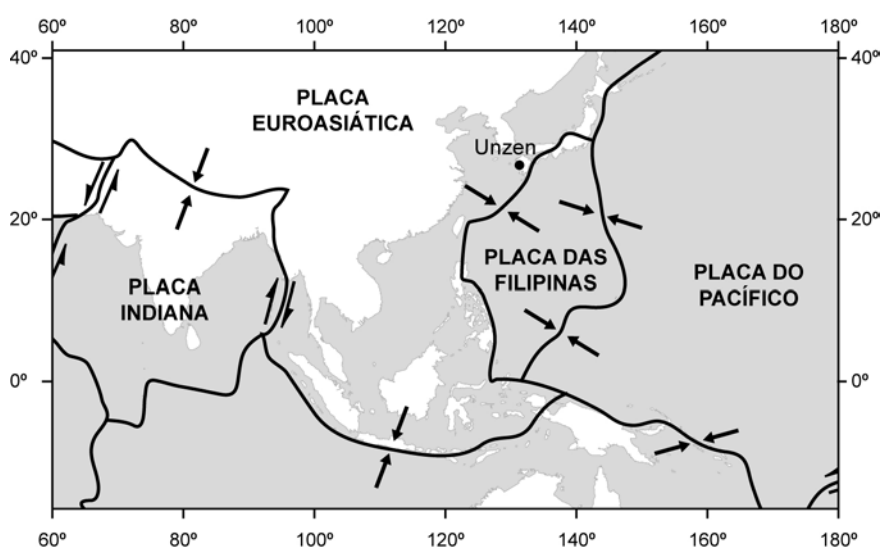 60º 80º 100º 120º 140º 160º 180º
40º 40º
PLACA
EUROASIÁTICA
Unzen
20º 20º
PLACA DAS
FILIPINAS
PLACA DO
PACÍFICO
PLACA
INDIANA
0º 0º
60º 80º 100º 120º 140º 160º 180º